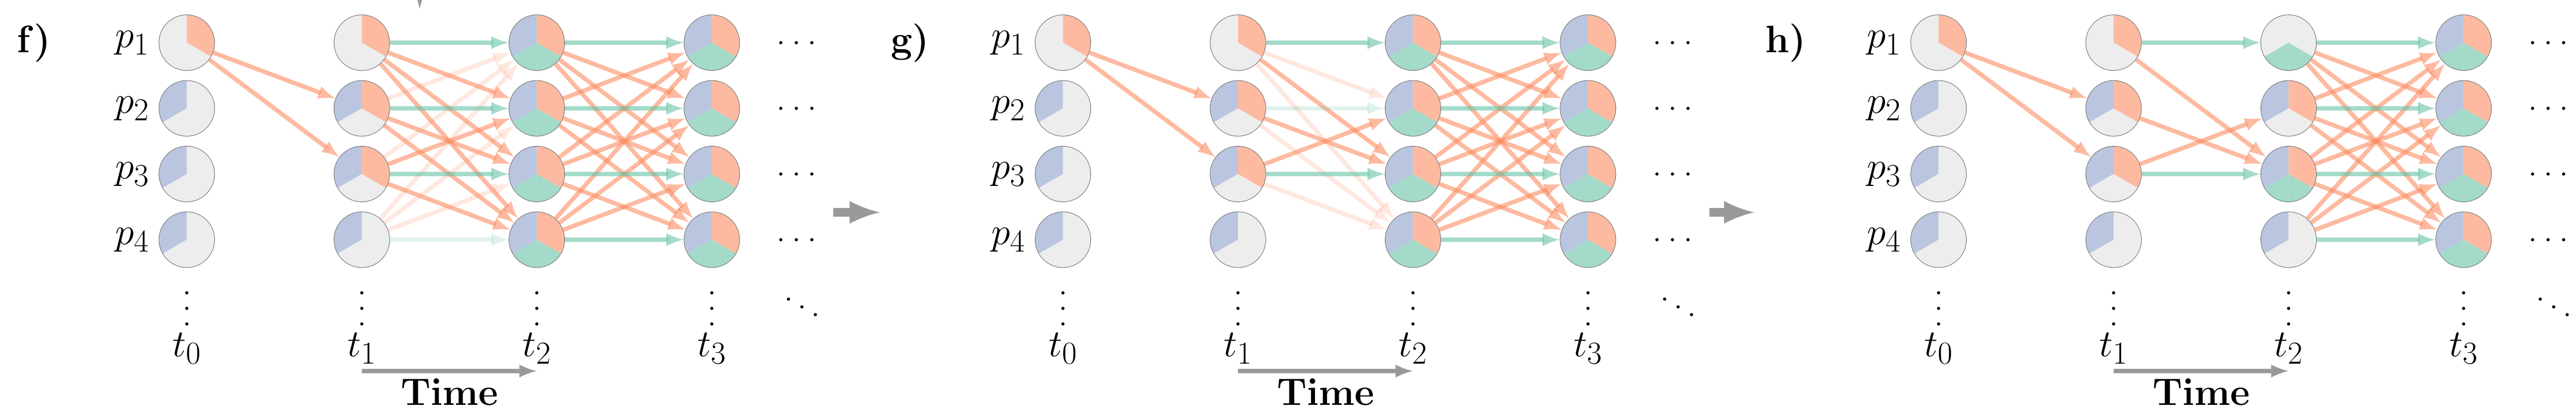 f) p₁ · · · g) p₁ · · · h) p₁ · · ·
p₂ · · · p₂ · · · p₂ · · ·
p₃ · · · p₃ · · · p₃ · · ·
p₄ · · · p₄ · · · p₄ · · ·
⋮ ⋮ ⋮ ⋮ ⋱ ⋮ ⋮ ⋮ ⋮ ⋱ ⋮ ⋮ ⋮ ⋮ ⋱
t₀ t₁ t₂ t₃ t₀ t₁ t₂ t₃ t₀ t₁ t₂ t₃
Time Time Time